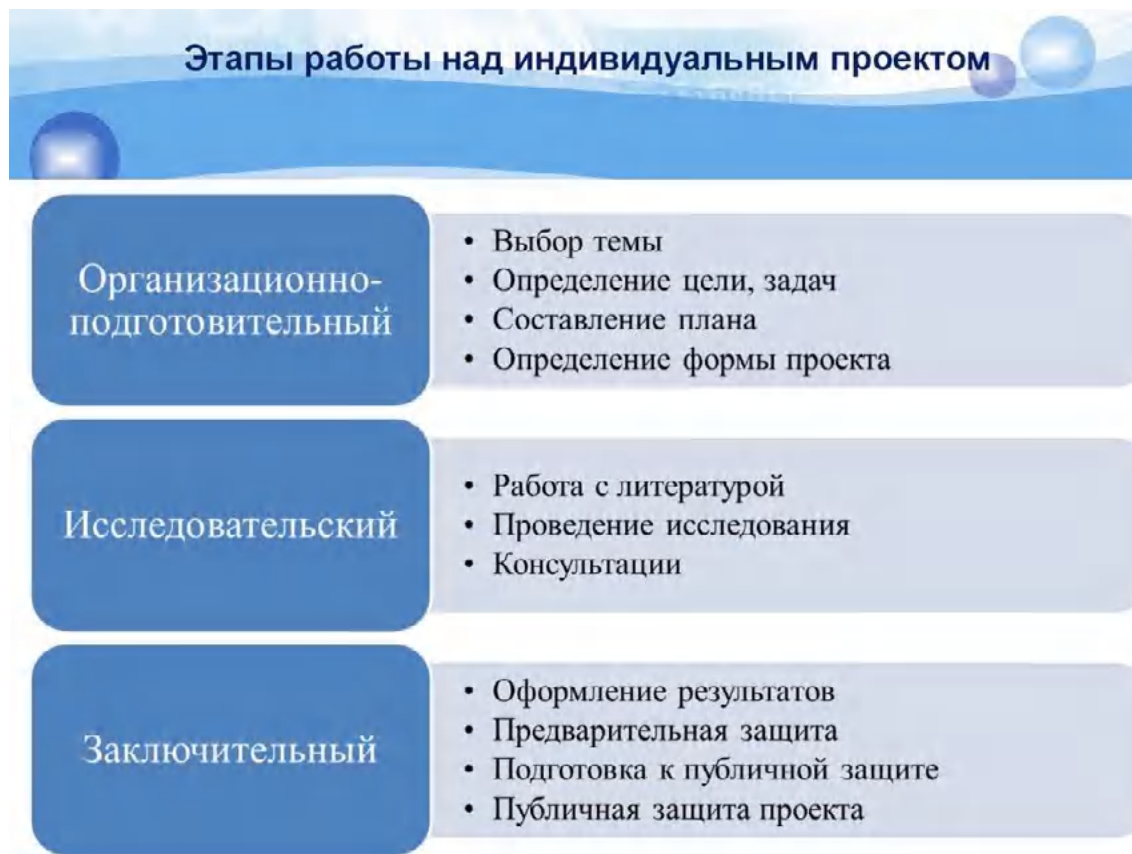 Этапы работы над индивидуальным проектом
Организационно-
подготовительный
• Выбор темы
• Определение цели, задач
• Составление плана
• Определение формы проекта
Исследовательский
• Работа с литературой
• Проведение исследования
• Консультации
Заключительный
• Оформление результатов
• Предварительная защита
• Подготовка к публичной защите
• Публичная защита проекта